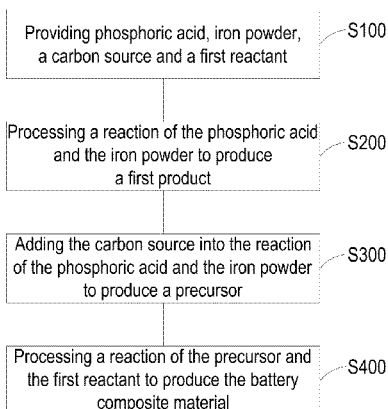 Providing phosphoric acid, iron powder,
a carbon source and a first reactant
S100
Processing a reaction of the phosphoric acid
and the iron powder to produce
a first product
S200
Adding the carbon source into the reaction
of the phosphoric acid and the iron powder
to produce a precursor
S300
Processing a reaction of the precursor and
the first reactant to produce the battery
composite material
S400